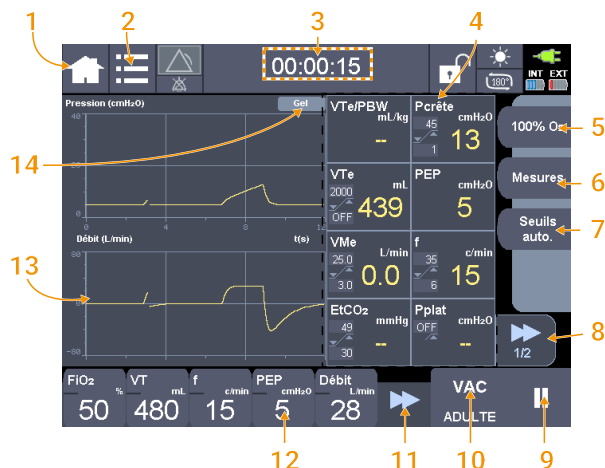 1
2
3
4
00:00:15
180°
INT EXT
Pression (cmH2O)
Gel
40
20
0
0
4
8
12
Débit (L/min)
t(s)
80
0
-80
VTe/PBW
mL/kg
--
Pcrête
45
cmH2O
1
13
VTe
2000
mL
OFF
439
PEP
cmH2O
5
VMe
25.0
L/min
3.0
0.0
f
35
c/min
6
15
EtCO2
49
mmHg
30
--
Pplat
OFF
cmH2O
--
100% O2
5
Mesures
6
Seuils
auto.
7
1/2
8
14
13
FiO2
%
50
VT
mL
480
f
c/min
15
PEP
cmH2O
5
Débit
L/min
28
VAC
ADULTE
12
11
10
9